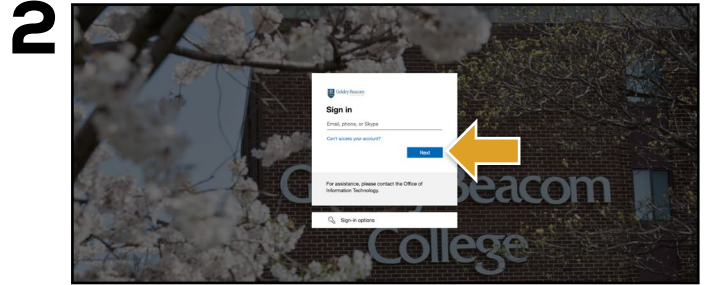 2
Goldey Beacom
Sign in
Email, phone, or Skype
Can't access your account?
Next
For assistance, please contact the Office of
Information Technology.
Sign-in options
G Beacom
College